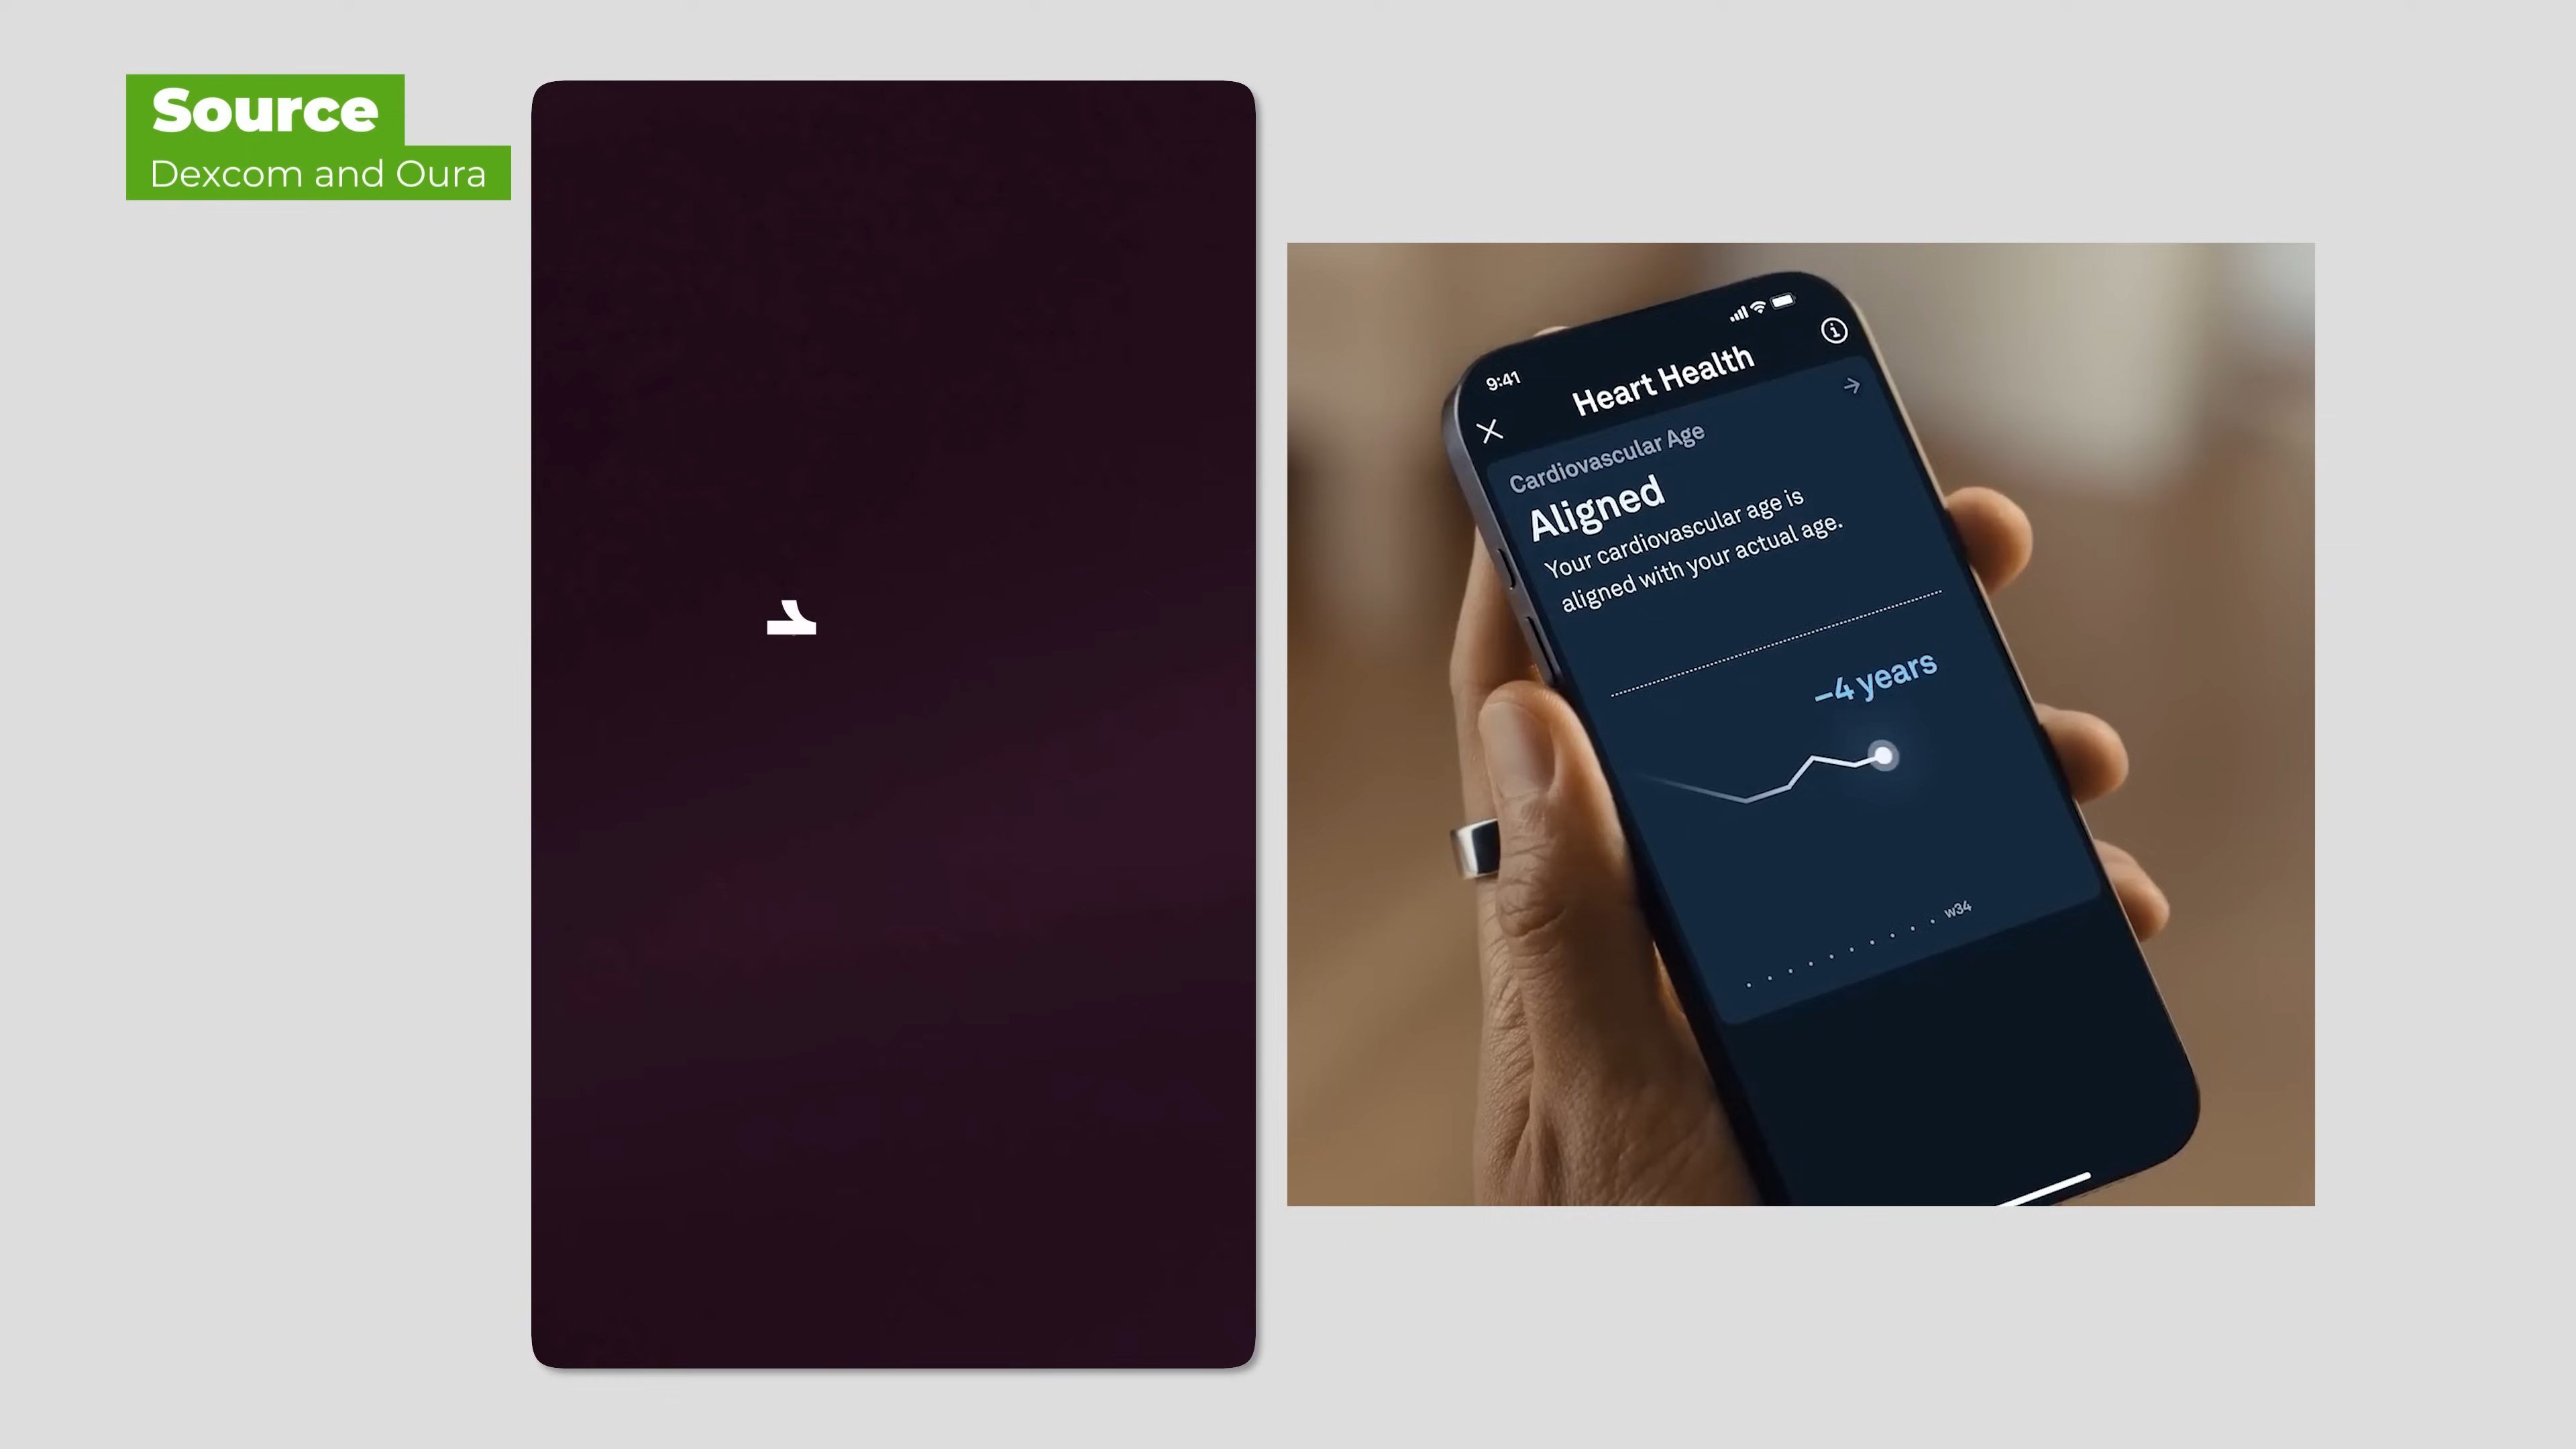 Source
Dexcom and Oura
9:41
Heart Health
Cardiovascular Age
Aligned
Your cardiovascular age is
aligned with your actual age.
–4 years
w34